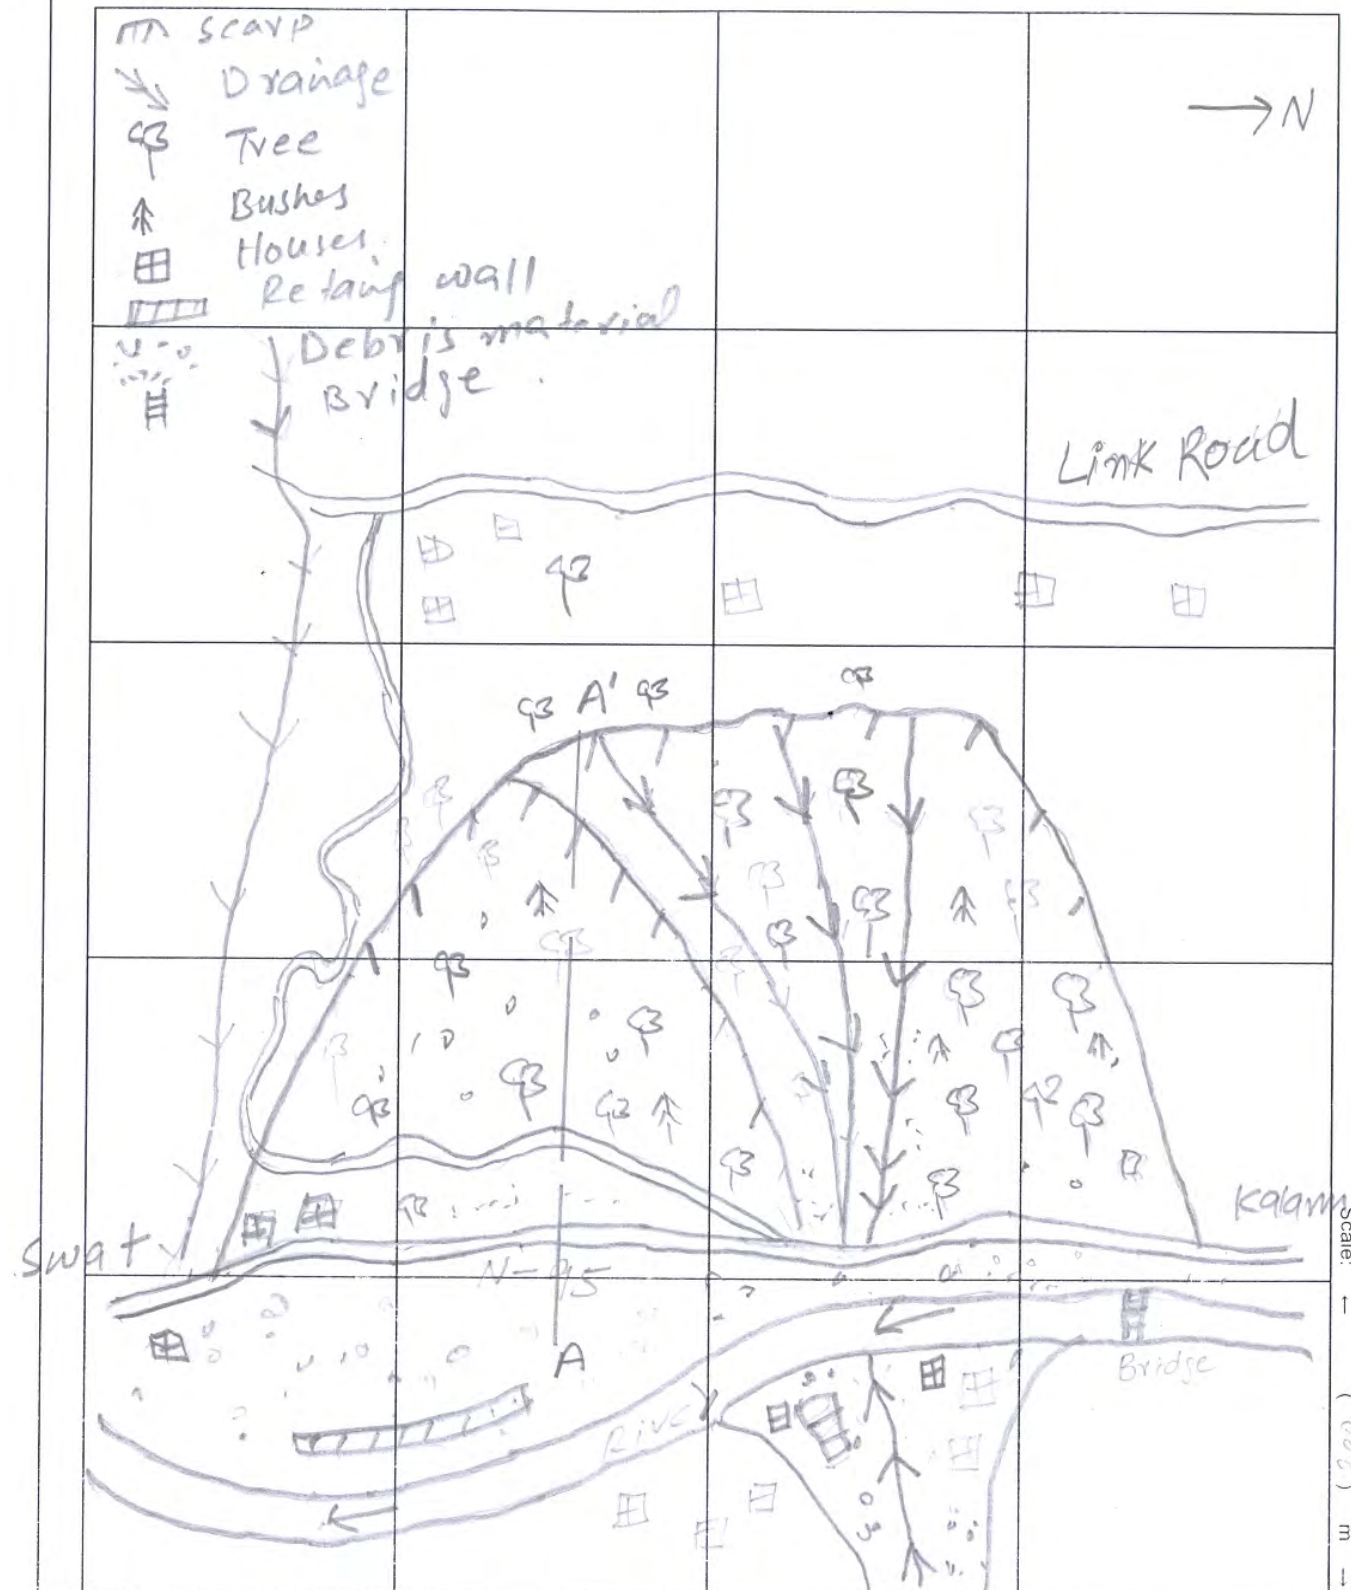 scarp
Drainage
Tree
Bushes
Houses
Retaing wall
Debris material
Bridge
N
Link Road
A'
Kalam
Swat
N-95
A
Bridge
River
Scale: ← ( ) m →